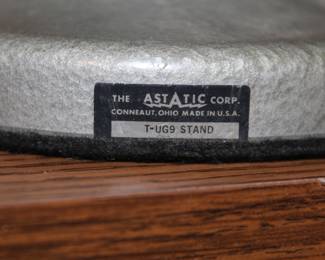 THE ASTATIC CORP.
CONNEAUT, OHIO MADE IN U.S.A.
T-UG9 STAND